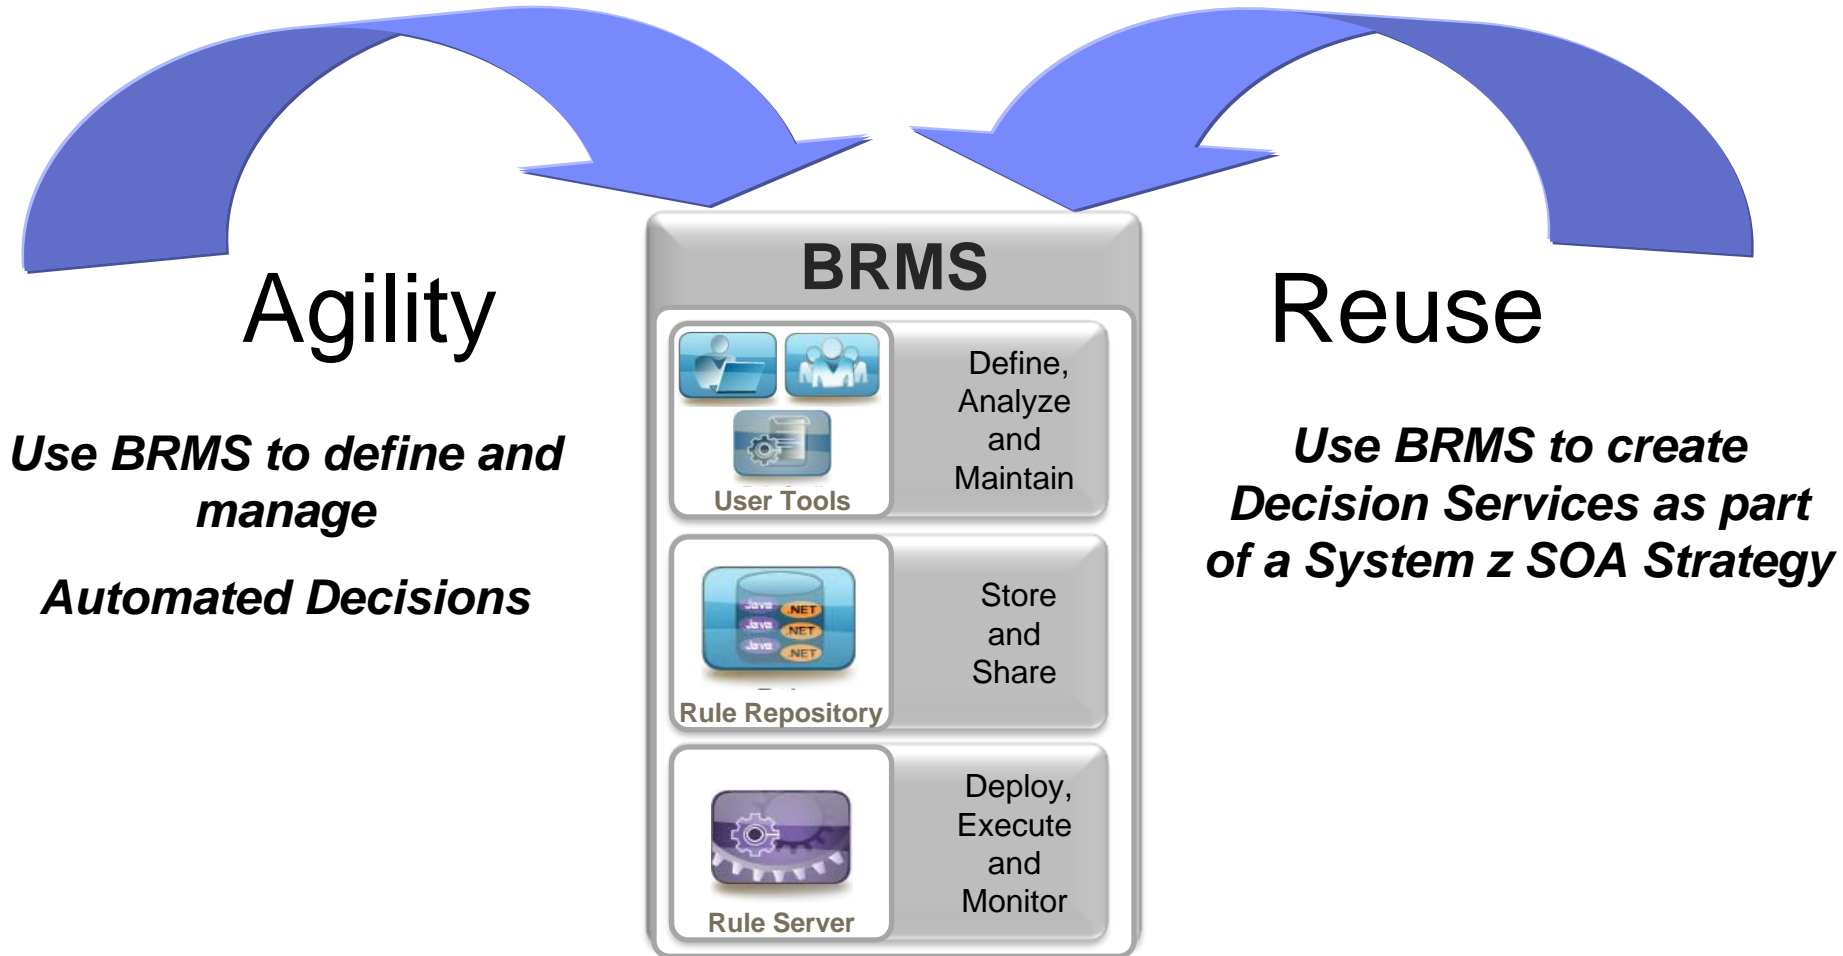 BRMS
Agility
Use BRMS to define and
manage
Automated Decisions
Define,
Analyze
and
Maintain
User Tools
Java .NET
Java .NET
Java .NET
Store
and
Share
Rule Repository
Deploy,
Execute
and
Monitor
Rule Server
Reuse
Use BRMS to create
Decision Services as part
of a System z SOA Strategy